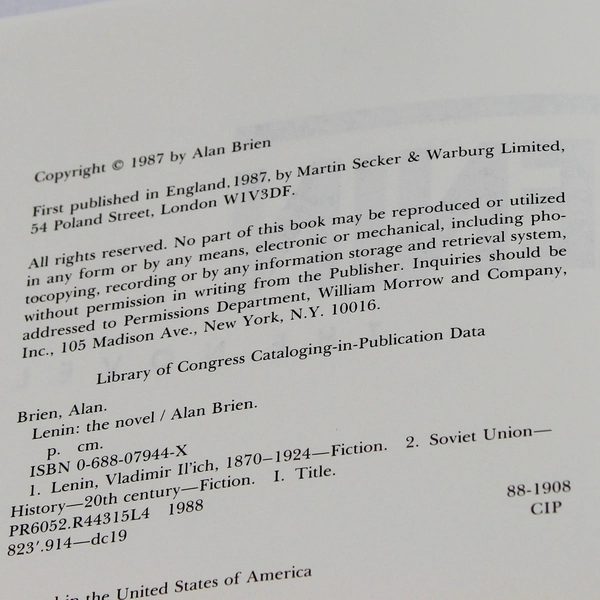 Copyright © 1987 by Alan Brien
First published in England, 1987, by Martin Secker & Warburg Limited,
54 Poland Street, London W1V3DF.
All rights reserved. No part of this book may be reproduced or utilized
in any form or by any means, electronic or mechanical, including pho-
tocopying, recording or by any information storage and retrieval system,
without permission in writing from the Publisher. Inquiries should be
addressed to Permissions Department, William Morrow and Company,
Inc., 105 Madison Ave., New York, N.Y. 10016.
Library of Congress Cataloging-in-Publication Data
Brien, Alan.
Lenin: the novel / Alan Brien.
p. cm.
ISBN 0-688-07944-X
1. Lenin, Vladimir Il'ich, 1870–1924—Fiction. 2. Soviet Union—
History—20th century—Fiction. I. Title.
PR6052.R44315L4 1988
823'.914—dc19
88-1908
CIP
in the United States of America